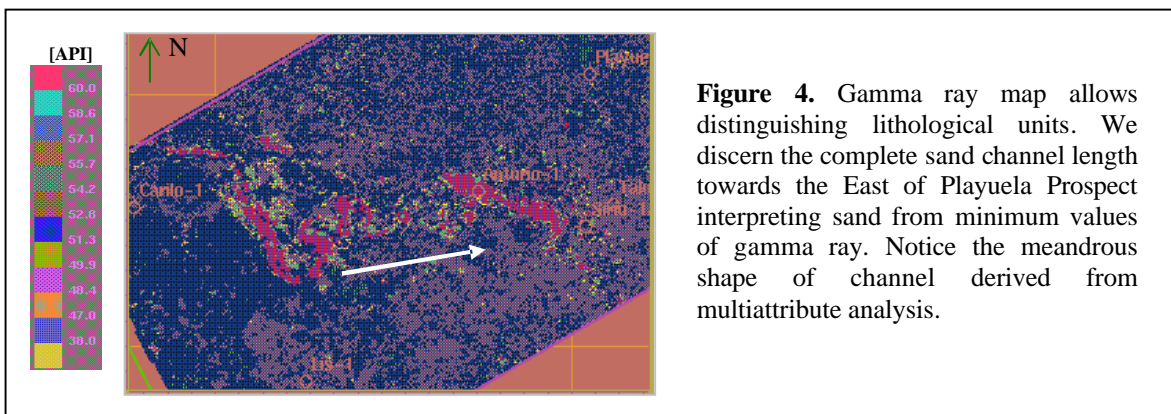 [API]
60.0
58.6
57.1
55.7
54.2
52.8
51.3
49.9
48.4
47.0
38.0
N
CAnlo-1
LIS-1
Figure 4. Gamma ray map allows
distinguishing lithological units. We
discern the complete sand channel length
towards the East of Playuela Prospect
interpreting sand from minimum values
of gamma ray. Notice the meandrous
shape of channel derived from
multiattribute analysis.